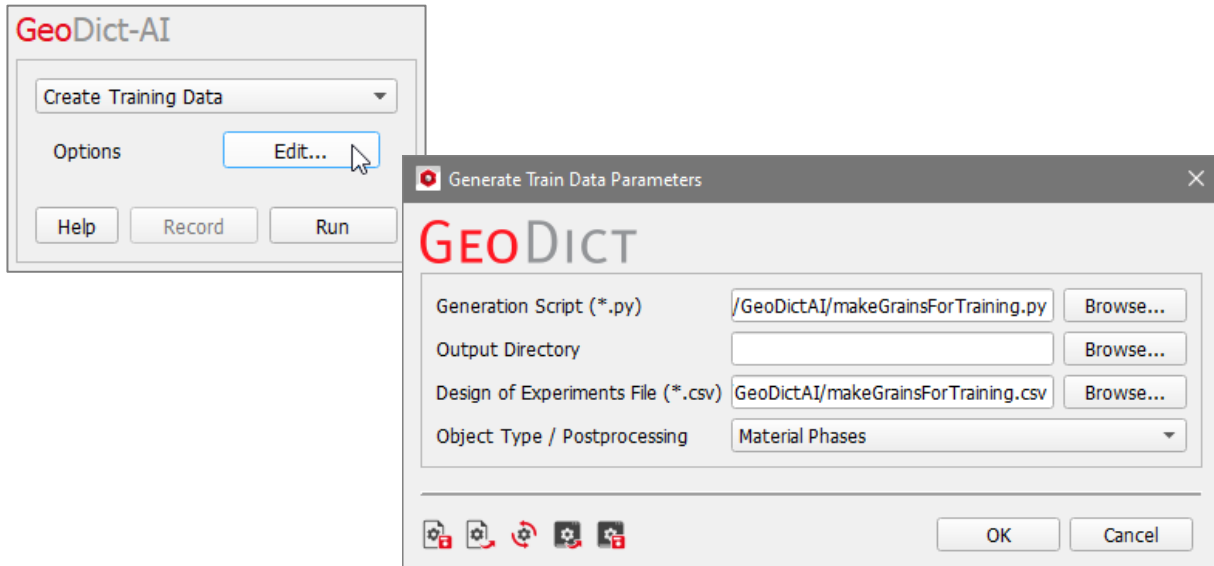 GeoDict-AI
Create Training Data
Options Edit...
Help Record Run
Generate Train Data Parameters
GEODICT
Generation Script (*.py) /GeoDictAI/makeGrainsForTraining.py Browse...
Output Directory Browse...
Design of Experiments File (*.csv) GeoDictAI/makeGrainsForTraining.csv Browse...
Object Type / Postprocessing Material Phases
OK Cancel